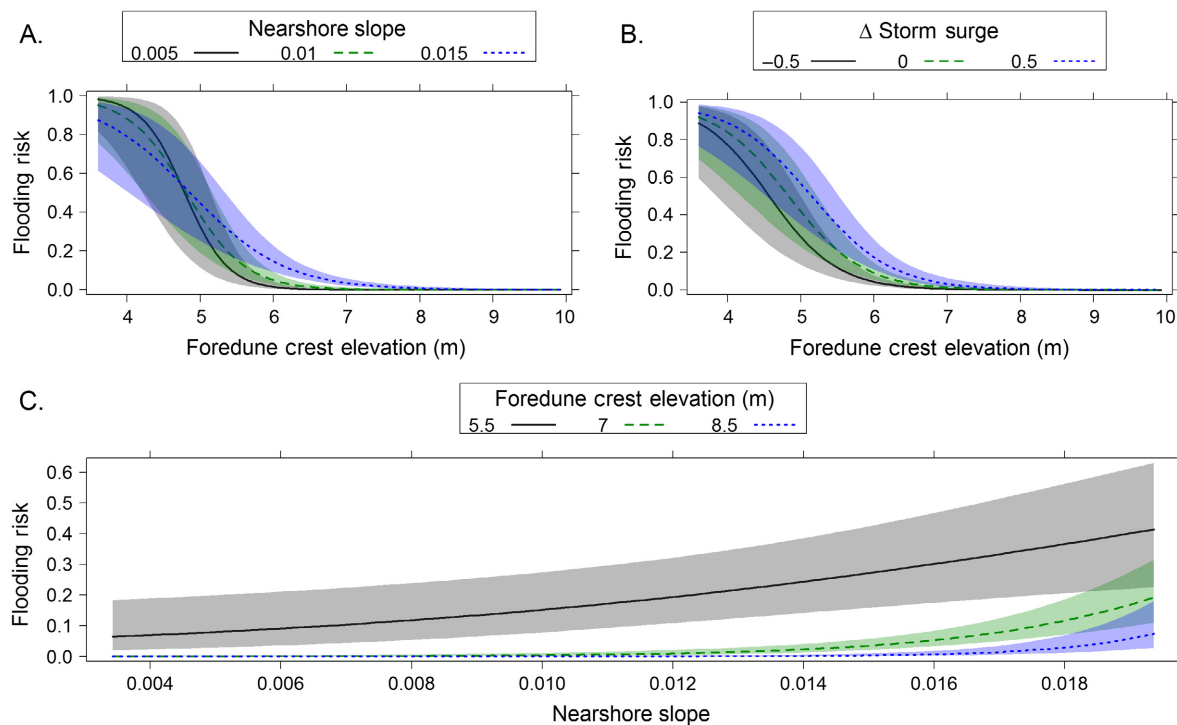 A.
Nearshore slope
0.005 0.01 0.015
1.0
0.8
0.6
0.4
0.2
0.0
Flooding risk
4 5 6 7 8 9 10
Foredune crest elevation (m)
B.
Δ Storm surge
−0.5 0 0.5
1.0
0.8
0.6
0.4
0.2
0.0
Flooding risk
4 5 6 7 8 9 10
Foredune crest elevation (m)
C.
Foredune crest elevation (m)
5.5 7 8.5
0.6
0.5
0.4
0.3
0.2
0.1
0.0
Flooding risk
0.004 0.006 0.008 0.010 0.012 0.014 0.016 0.018
Nearshore slope